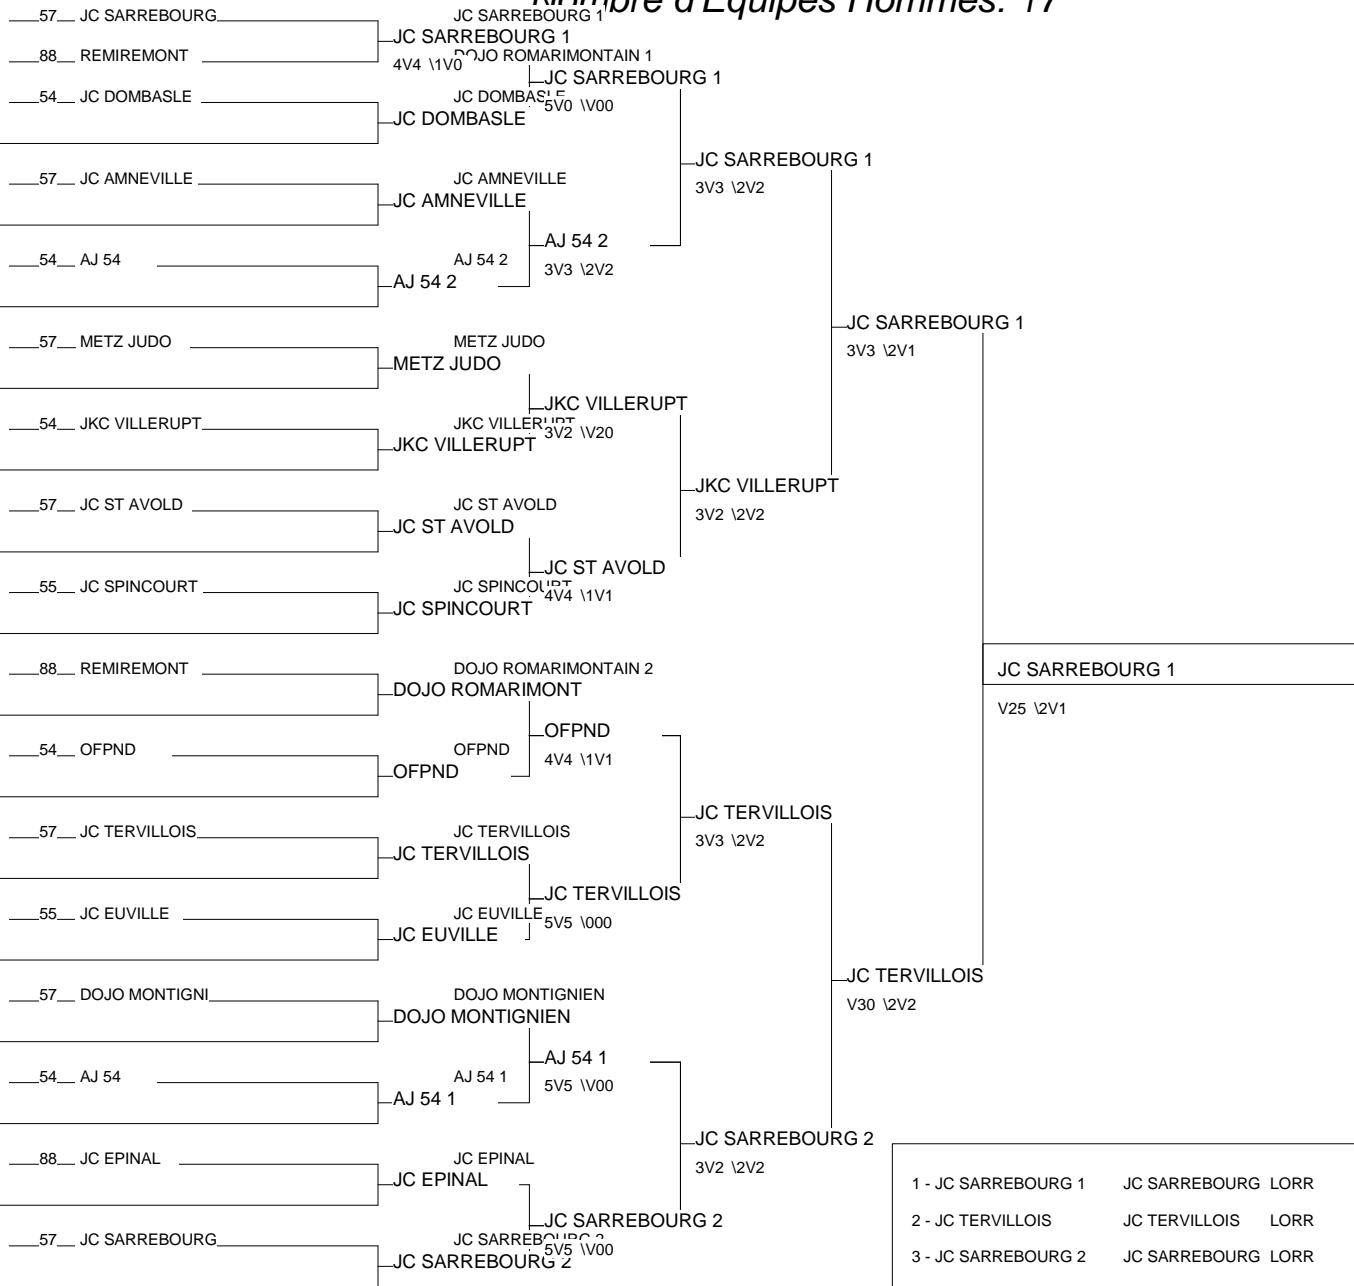 Nombre d'Equipes Hommes: 17
57 JC SARREBOURG JC SARREBOURG 1
JC SARREBOURG 1
88 REMIREMONT DOJO ROMARIMONTAIN 1
4V4 \1V0
JC SARREBOURG 1
54 JC DOMBASLE JC DOMBASLE
5V0 \V00
JC DOMBASLE
JC SARREBOURG 1
57 JC AMNEVILLE JC AMNEVILLE
3V3 \2V2
JC AMNEVILLE
AJ 54 2
54 AJ 54 AJ 54 2
3V3 \2V2
AJ 54 2
JC SARREBOURG 1
57 METZ JUDO METZ JUDO
3V3 \2V1
METZ JUDO
JKC VILLERUPT
54 JKC VILLERUPT JKC VILLERUPT
3V2 \V20
JKC VILLERUPT
JKC VILLERUPT
57 JC ST AVOLD JC ST AVOLD
3V2 \2V2
JC ST AVOLD
JC ST AVOLD
55 JC SPINCOURT JC SPINCOURT
4V4 \1V1
JC SPINCOURT
88 REMIREMONT DOJO ROMARIMONTAIN 2
JC SARREBOURG 1
DOJO ROMARIMONT
V25 \2V1
OFPND
54 OFPND OFPND
4V4 \1V1
OFPND
JC TERVILLOIS
57 JC TERVILLOIS JC TERVILLOIS
3V3 \2V2
JC TERVILLOIS
JC TERVILLOIS
55 JC EUVILLE JC EUVILLE
5V5 \000
JC EUVILLE
JC TERVILLOIS
57 DOJO MONTIGNI DOJO MONTIGNIEN
V30 \2V2
DOJO MONTIGNIEN
AJ 54 1
54 AJ 54 AJ 54 1
5V5 \V00
AJ 54 1
JC SARREBOURG 2
88 JC EPINAL JC EPINAL
3V2 \2V2
JC EPINAL
1 - JC SARREBOURG 1 JC SARREBOURG LORR
JC SARREBOURG 2
2 - JC TERVILLOIS JC TERVILLOIS LORR
57 JC SARREBOURG JC SARREBOURG 2
5V5 \V00
3 - JC SARREBOURG 2 JC SARREBOURG LORR
JC SARREBOURG 2